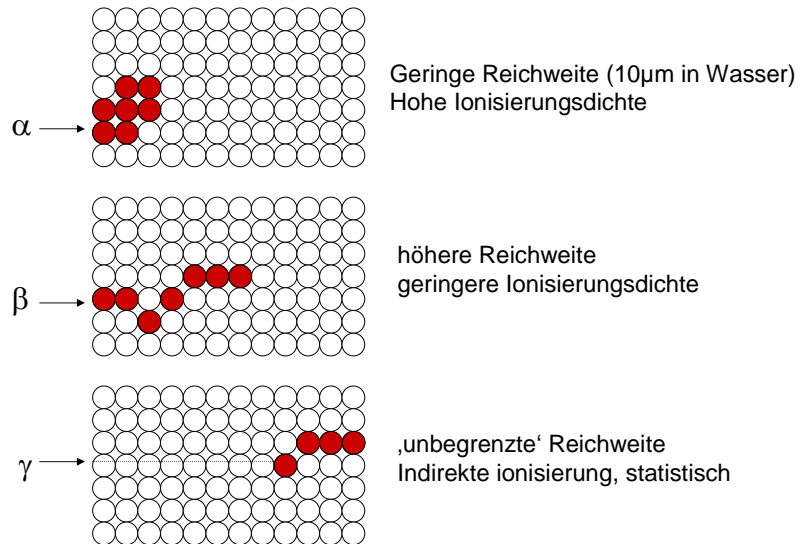 α
Geringe Reichweite (10µm in Wasser)
Hohe Ionisierungsdichte
β
höhere Reichweite
geringere Ionisierungsdichte
γ
‚unbegrenzte‘ Reichweite
Indirekte ionisierung, statistisch